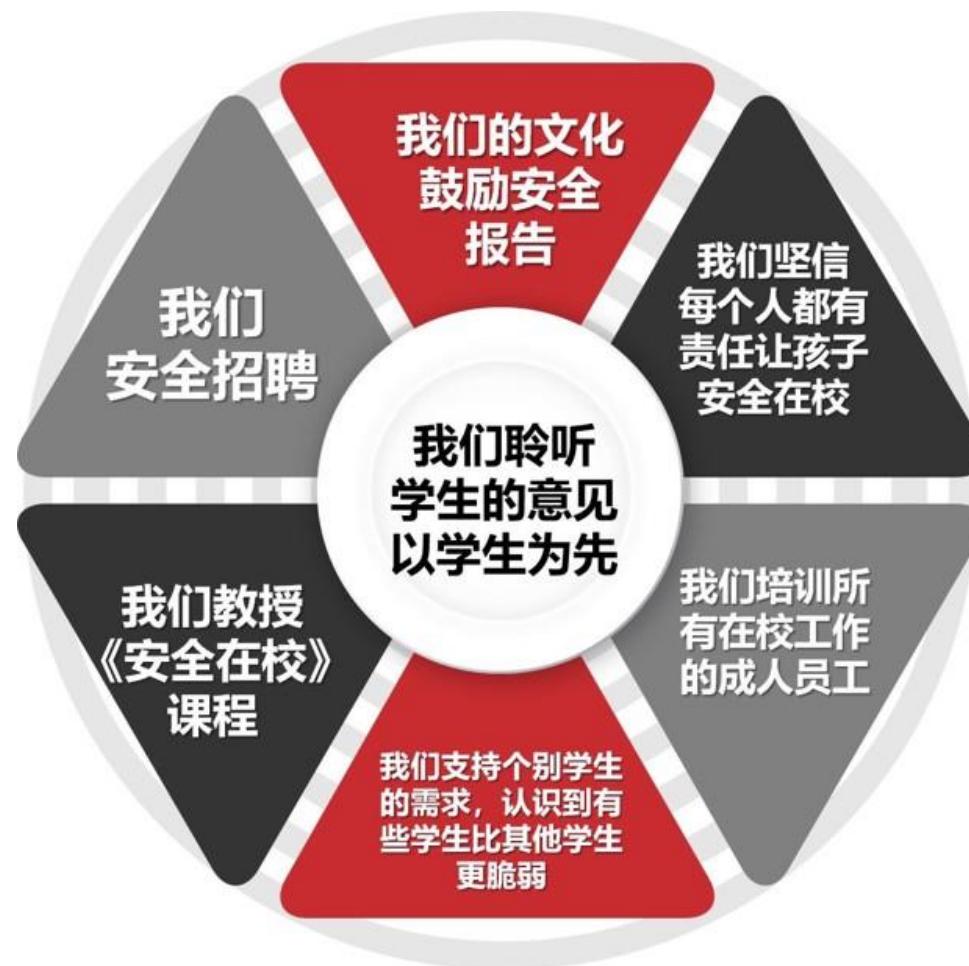 我们的文化
鼓励安全
报告
我们坚信
每个人都有
责任让孩子
安全在校
我们培训所
有在校工作
的成人员工
我们支持个别学生
的需求，认识到有
些学生比其他学生
更脆弱
我们教授
《安全在校》
课程
我们
安全招聘
我们聆听
学生的意见
以学生为先